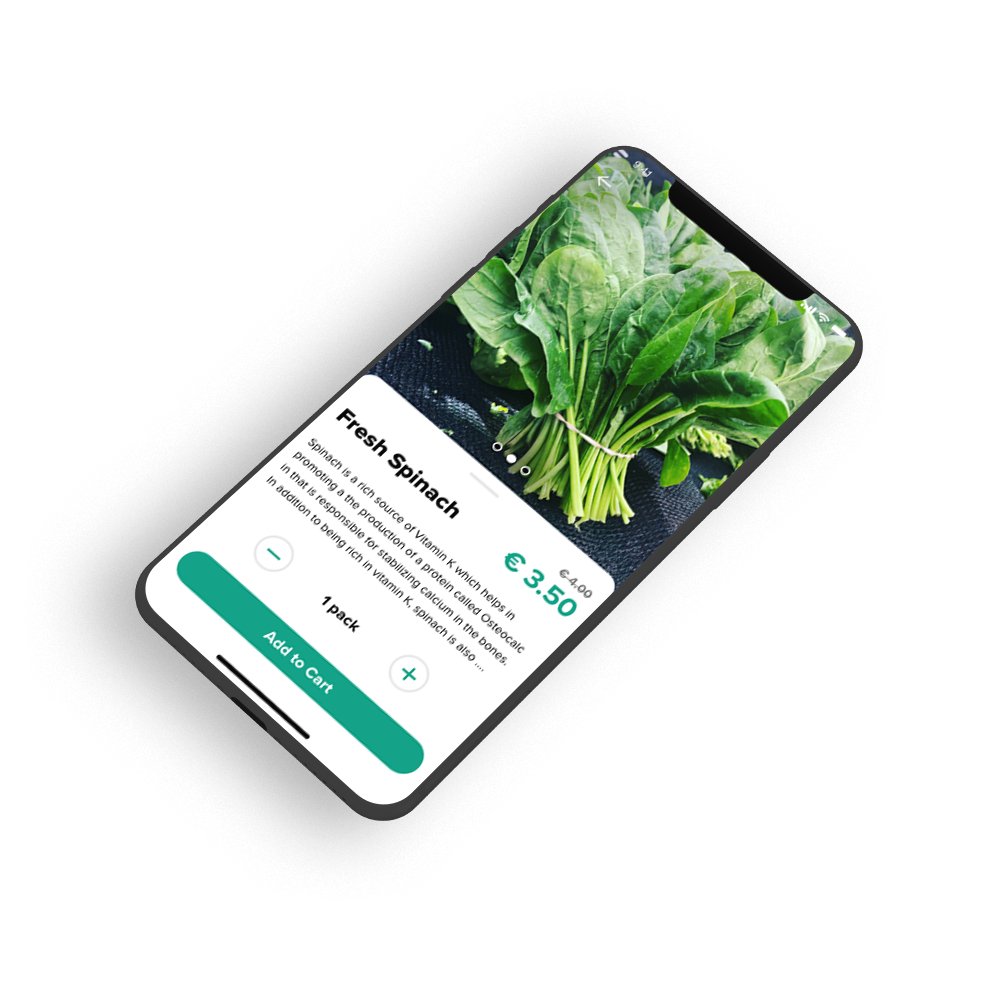 9:41
Fresh Spinach
€ 4.00
€ 3.50
Spinach is a rich source of Vitamin K which helps in
promoting a the production of a protein called Osteocalc
in that is responsible for stabilizing calcium in the bones.
In addition to being rich in vitamin K, spinach is also ....
1 pack
Add to Cart